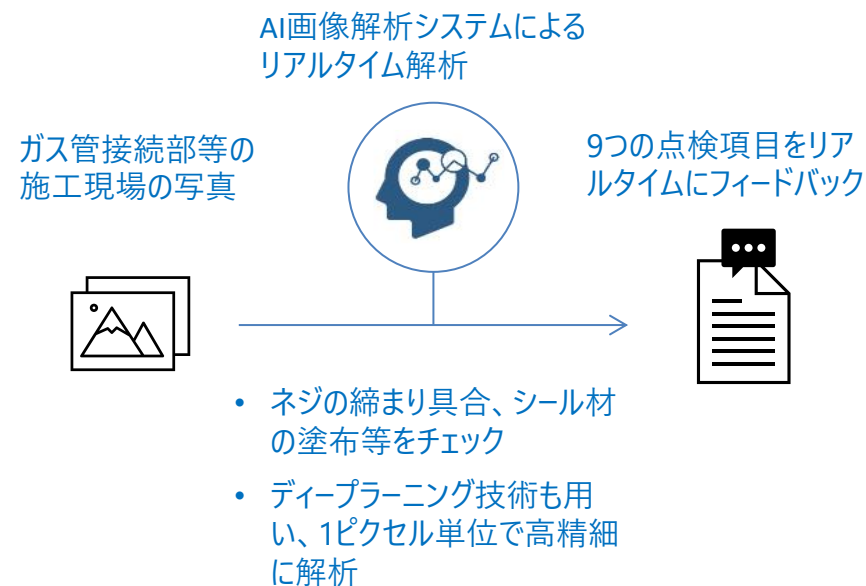 AI画像解析システムによる
リアルタイム解析
ガス管接続部等の
施工現場の写真
9つの点検項目をリア
ルタイムにフィードバック
• ネジの締まり具合、シール材
の塗布等をチェック
• ディープラーニング技術も用
い、1ピクセル単位で高精細
に解析